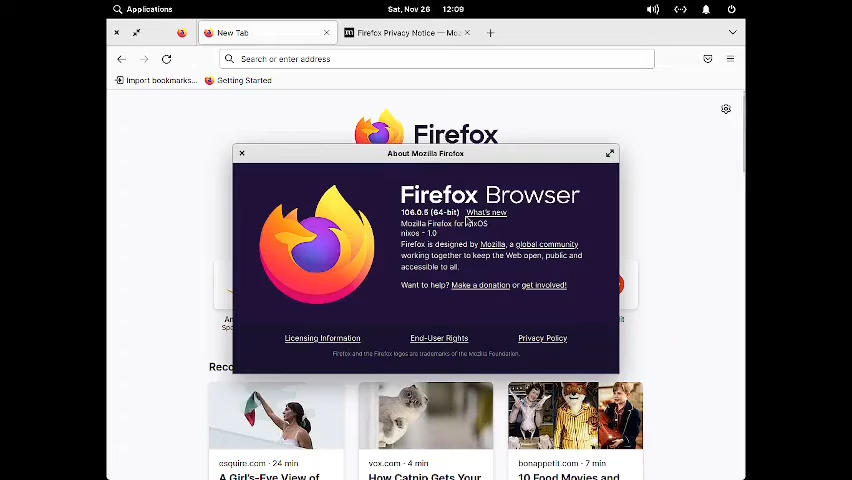 Applications
Sat, Nov 26 12:09
New Tab
Firefox Privacy Notice — Moz
Search or enter address
Import bookmarks...
Getting Started
Firefox
About Mozilla Firefox
Firefox Browser
106.0.5 (64-bit) What's new
Mozilla Firefox for NixOS
nixos - 1.0
Firefox is designed by Mozilla, a global community
working together to keep the Web open, public and
accessible to all.
Want to help? Make a donation or get involved!
Licensing Information End-User Rights Privacy Policy
Firefox and the Firefox logos are trademarks of the Mozilla Foundation.
Reco
esquire.com · 24 min
A Girl's-Eye View of
vox.com · 4 min
How Catnip Gets Your
bonappetit.com · 7 min
10 Food Movies and